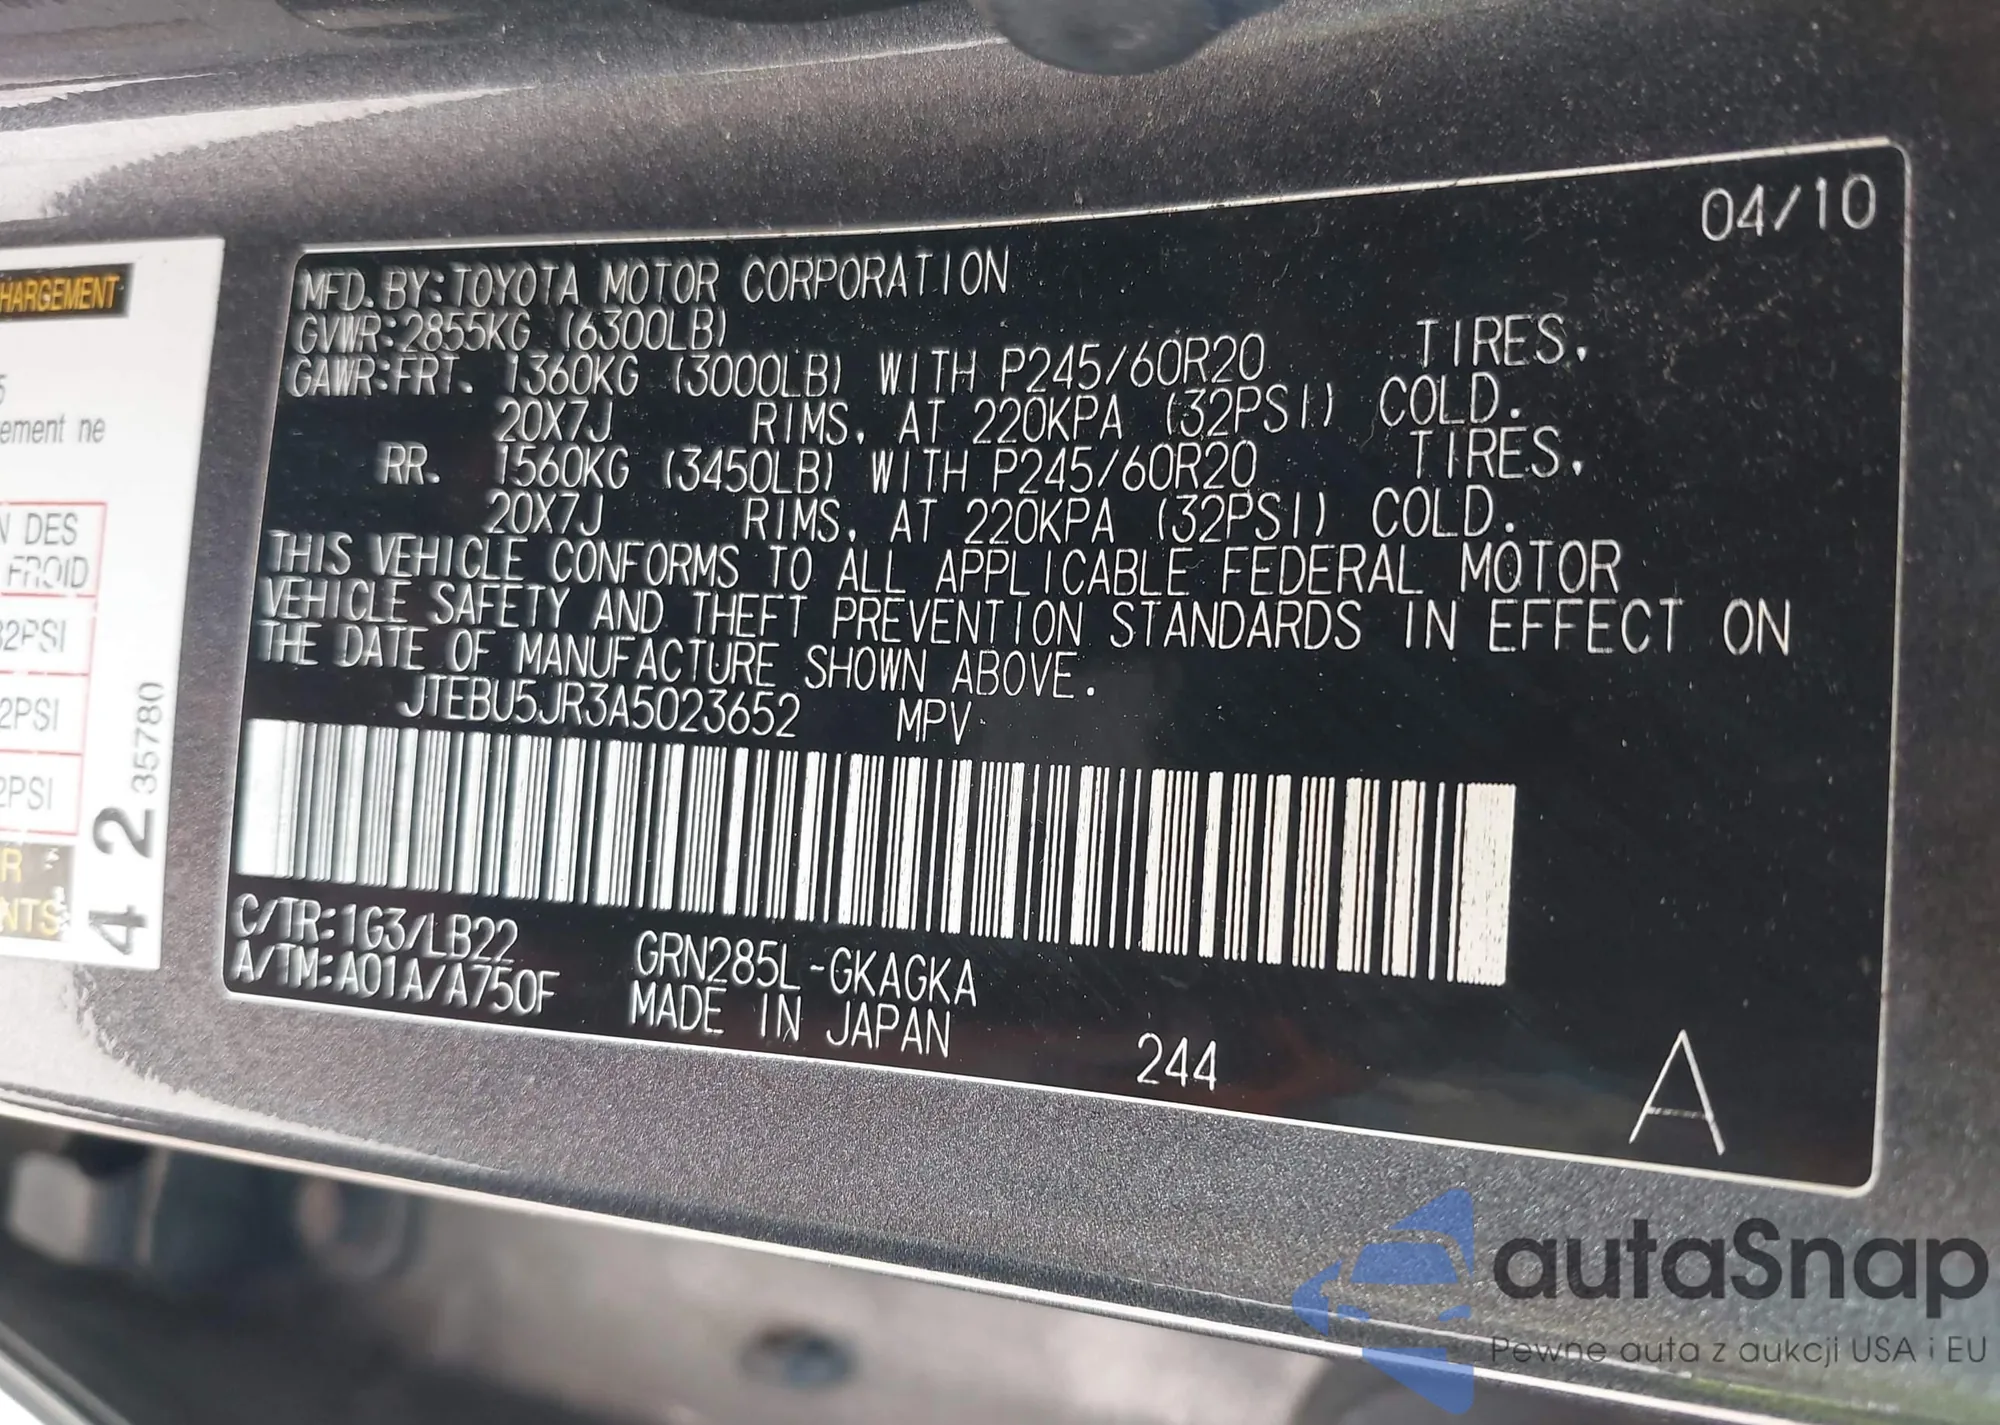 04/10
MFD. BY: TOYOTA MOTOR CORPORATION
GVWR: 2855KG (6300LB)
GAWR: FRT. 1360KG (3000LB) WITH P245/60R20 TIRES,
20X7J RIMS, AT 220KPA (32PSI) COLD.
RR. 1560KG (3450LB) WITH P245/60R20 TIRES,
20X7J RIMS, AT 220KPA (32PSI) COLD.
THIS VEHICLE CONFORMS TO ALL APPLICABLE FEDERAL MOTOR
VEHICLE SAFETY AND THEFT PREVENTION STANDARDS IN EFFECT ON
THE DATE OF MANUFACTURE SHOWN ABOVE.
JTEBU5JR3A5023652 MPV
C/TR: 1G3/LB22
A/TM: A01A/A750F
GRN285L-GKAGKA
MADE IN JAPAN
244
A
HARGEMENT
5
ement ne
N DES
FROID
32PSI
2PSI
2PSI
R
NTS
42 35780
autaSnap
Pewne auta z aukcji USA i EU